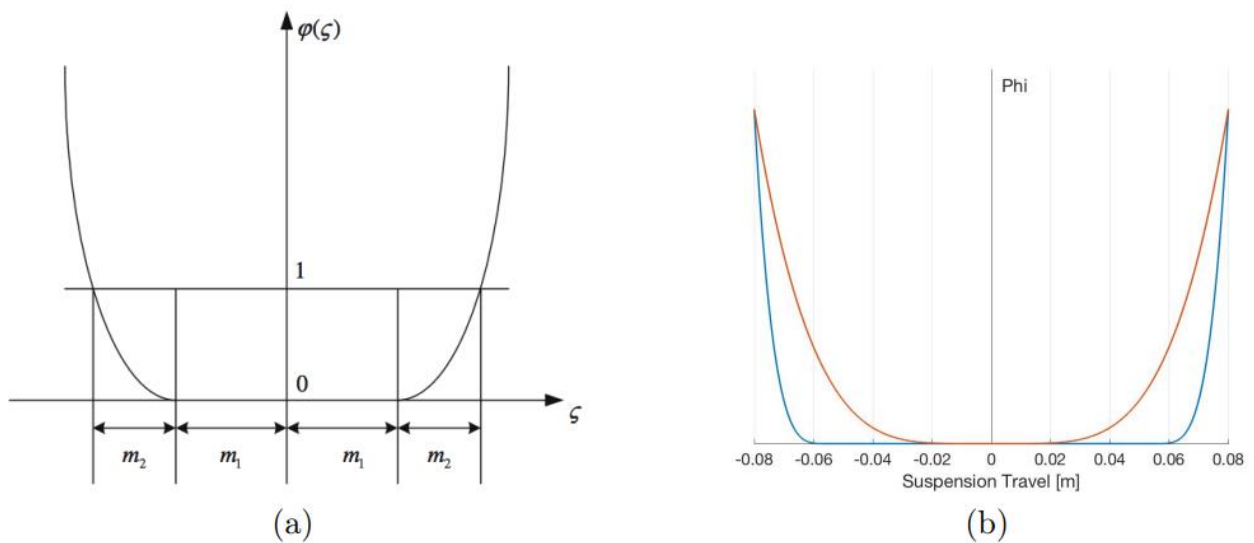 φ(ς)
1
0
ς
m₂ m₁ m₁ m₂
(a)
Phi
-0.08 -0.06 -0.04 -0.02 0 0.02 0.04 0.06 0.08
Suspension Travel [m]
(b)